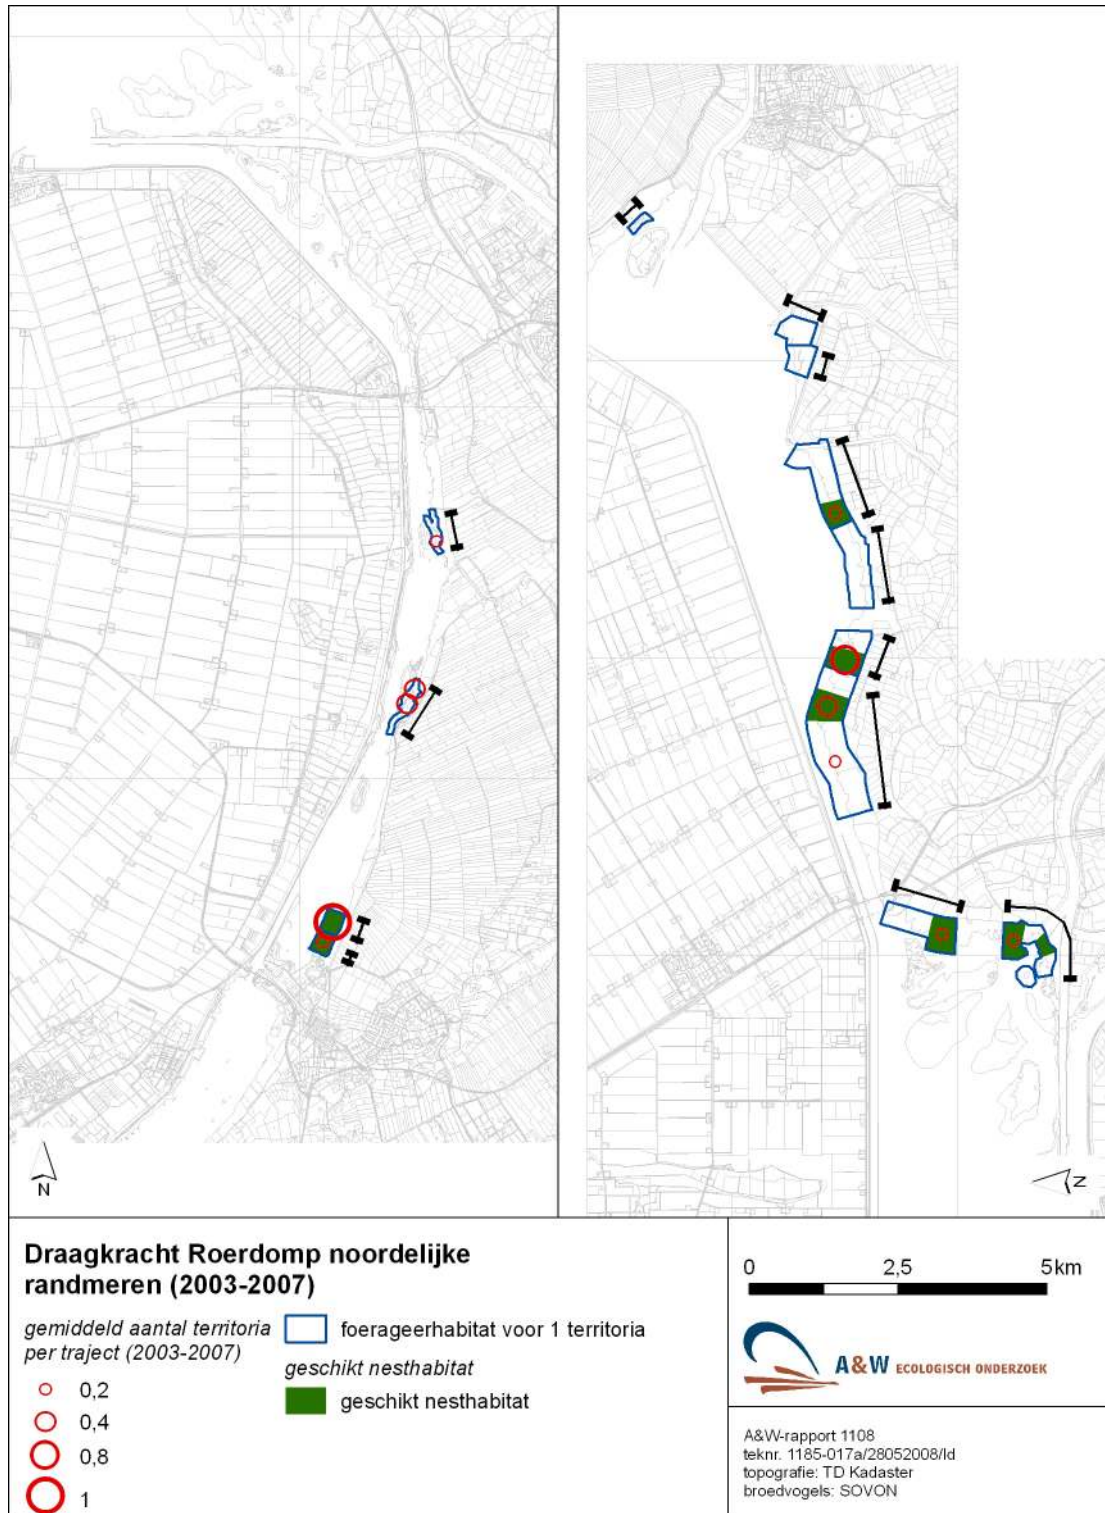 N
N
Draagkracht Roerdomp noordelijke
randmeren (2003-2007)
gemiddeld aantal territoria
per traject (2003-2007)
0,2
0,4
0,8
1
foerageerhabitat voor 1 territoria
geschikt nesthabitat
geschikt nesthabitat
0 2,5 5km
A&W ECOLOGISCH ONDERZOEK
A&W-rapport 1108
teknr. 1185-017a/28052008/ld
topografie: TD Kadaster
broedvogels: SOVON